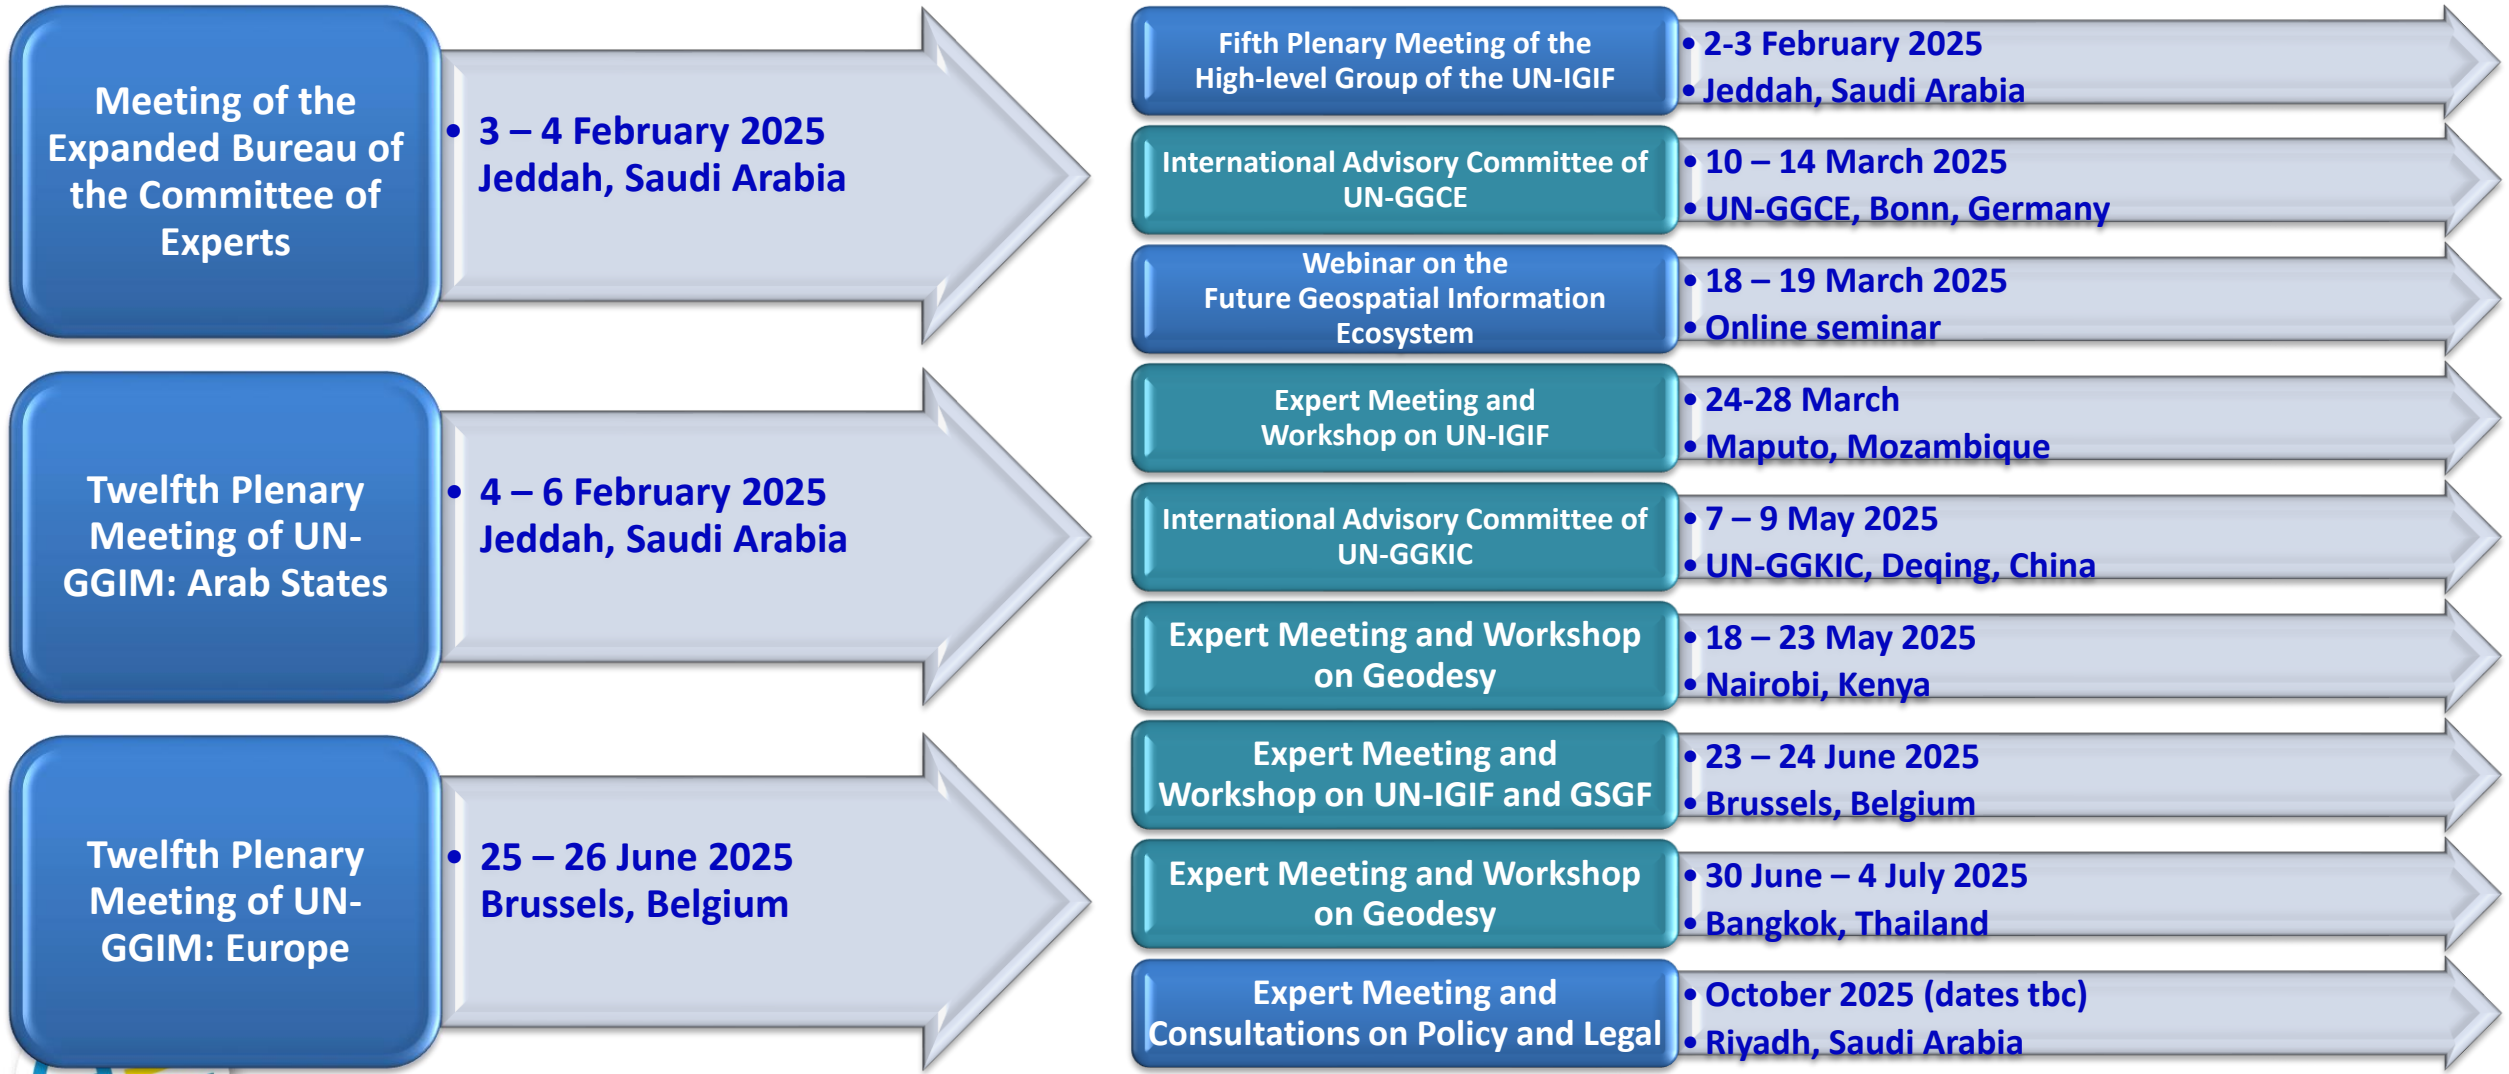 Meeting of the
Expanded Bureau of
the Committee of
Experts
• 3 – 4 February 2025
Jeddah, Saudi Arabia
Twelfth Plenary
Meeting of UN-
GGIM: Arab States
• 4 – 6 February 2025
Jeddah, Saudi Arabia
Twelfth Plenary
Meeting of UN-
GGIM: Europe
• 25 – 26 June 2025
Brussels, Belgium
Fifth Plenary Meeting of the
High-level Group of the UN-IGIF
• 2-3 February 2025
• Jeddah, Saudi Arabia
International Advisory Committee of
UN-GGCE
• 10 – 14 March 2025
• UN-GGCE, Bonn, Germany
Webinar on the
Future Geospatial Information
Ecosystem
• 18 – 19 March 2025
• Online seminar
Expert Meeting and
Workshop on UN-IGIF
• 24-28 March
• Maputo, Mozambique
International Advisory Committee of
UN-GGKIC
• 7 – 9 May 2025
• UN-GGKIC, Deqing, China
Expert Meeting and Workshop
on Geodesy
• 18 – 23 May 2025
• Nairobi, Kenya
Expert Meeting and
Workshop on UN-IGIF and GSGF
• 23 – 24 June 2025
• Brussels, Belgium
Expert Meeting and Workshop
on Geodesy
• 30 June – 4 July 2025
• Bangkok, Thailand
Expert Meeting and
Consultations on Policy and Legal
• October 2025 (dates tbc)
• Riyadh, Saudi Arabia